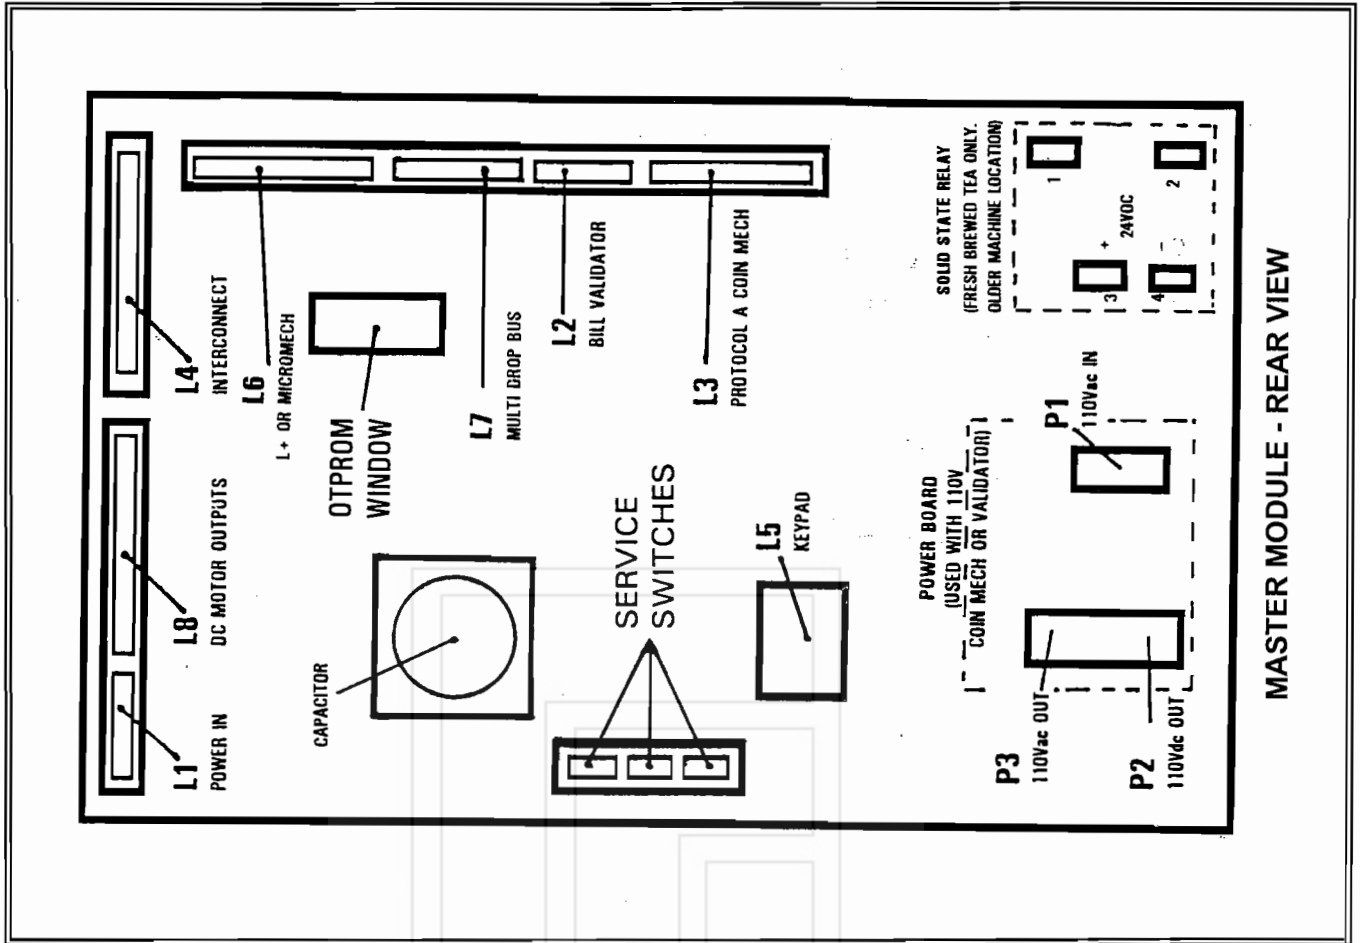 L1
POWER IN
L8
DC MOTOR OUTPUTS
L4
INTERCONNECT
L6
L+ OR MICROMECH
OTPROM
WINDOW
CAPACITOR
L7
MULTI DROP BUS
L2
BILL VALIDATOR
SERVICE
SWITCHES
L3
PROTOCOL A COIN MECH
L5
KEYPAD
POWER BOARD
(USED WITH 110V
COIN MECH OR VALIDATOR)
SOLID STATE RELAY
(FRESH BREWED TEA ONLY.
OLDER MACHINE LOCATION)
P3
110Vac OUT
P2
110Vdc OUT
P1
110Vac IN
1
2
3
+
24VOC
4
–
MASTER MODULE - REAR VIEW